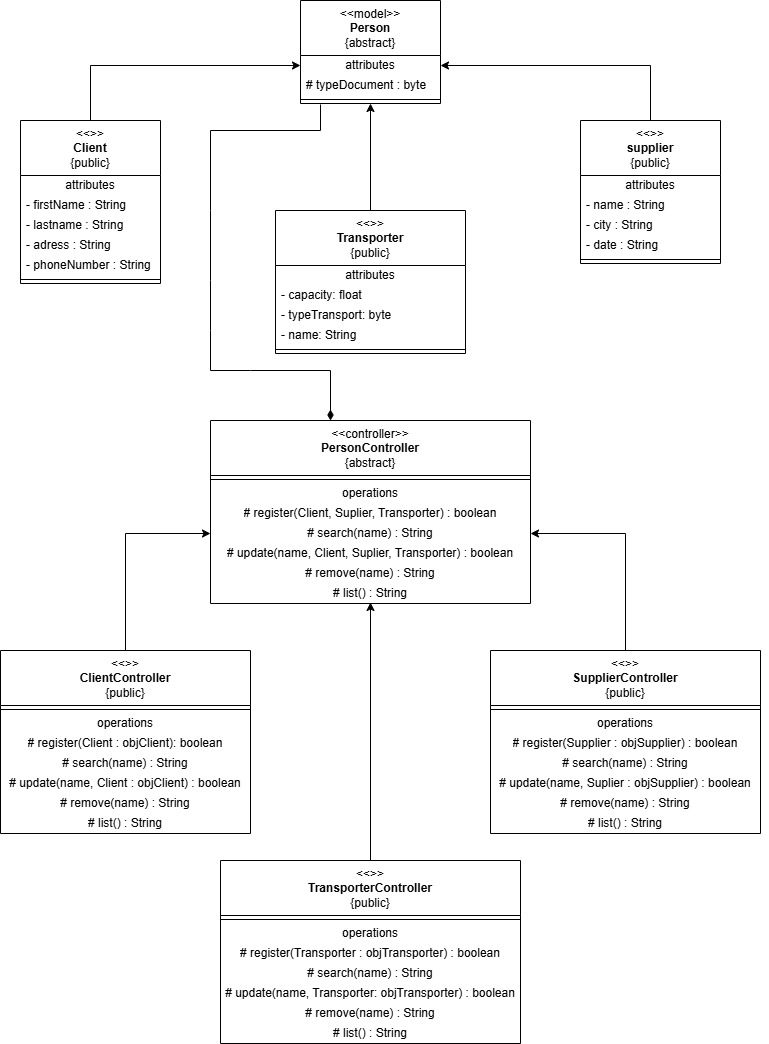 <<model>>
Person
{abstract}
attributes
# typeDocument : byte
<<>>
Client
{public}
attributes
- firstName : String
- lastname : String
- adress : String
- phoneNumber : String
<<>>
Transporter
{public}
attributes
- capacity: float
- typeTransport: byte
- name: String
<<>>
supplier
{public}
attributes
- name : String
- city : String
- date : String
<<controller>>
PersonController
{abstract}
operations
# register(Client, Suplier, Transporter) : boolean
# search(name) : String
# update(name, Client, Suplier, Transporter) : boolean
# remove(name) : String
# list() : String
<<>>
ClientController
{public}
operations
# register(Client : objClient): boolean
# search(name) : String
# update(name, Client : objClient) : boolean
# remove(name) : String
# list() : String
<<>>
SupplierController
{public}
operations
# register(Supplier : objSupplier) : boolean
# search(name) : String
# update(name, Suplier : objSupplier) : boolean
# remove(name) : String
# list() : String
<<>>
TransporterController
{public}
operations
# register(Transporter : objTransporter) : boolean
# search(name) : String
# update(name, Transporter: objTransporter) : boolean
# remove(name) : String
# list() : String